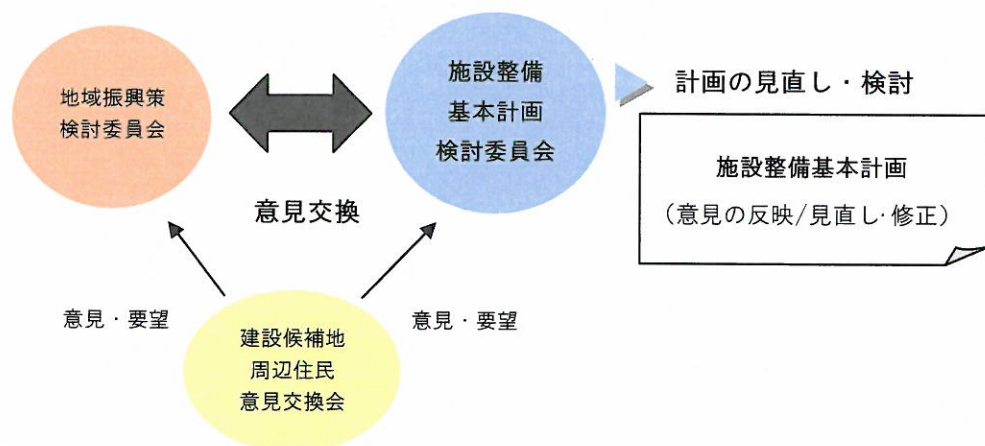 地域振興策
検討委員会
施設整備
基本計画
検討委員会
計画の見直し・検討
施設整備基本計画
（意見の反映/見直し・修正）
意見交換
意見・要望
意見・要望
建設候補地
周辺住民
意見交換会